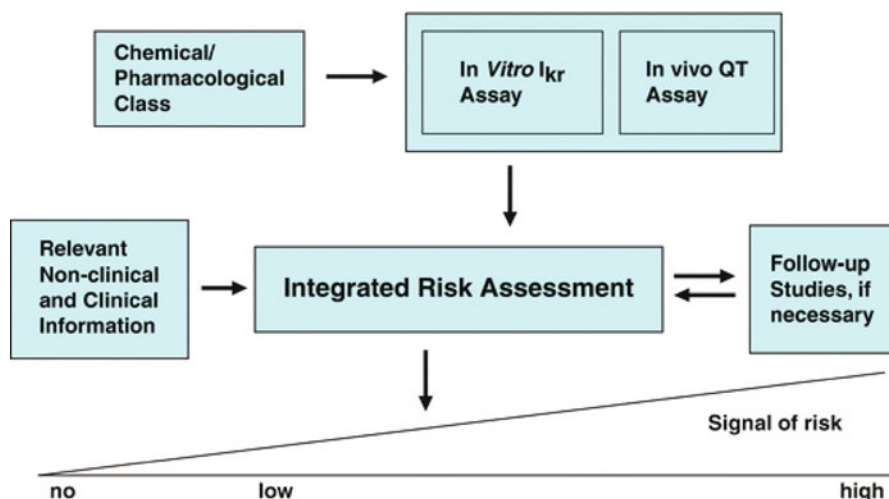 Chemical/
Pharmacological
Class
In Vitro Ikr
Assay
In vivo QT
Assay
Relevant
Non-clinical
and Clinical
Information
Integrated Risk Assessment
Follow-up
Studies, if
necessary
Signal of risk
no low high